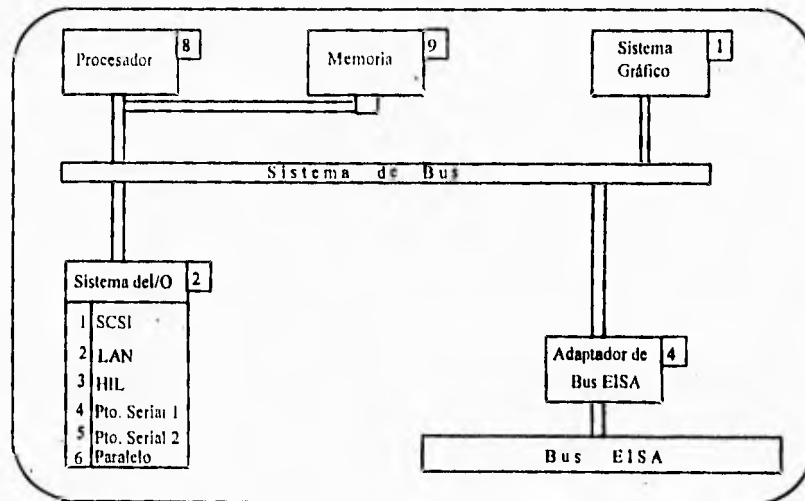 Procesador 8
Memoria 9
Sistema 1
Gráfico
Sistema de Bus
Sistema del/O 2
1 SCSI
2 LAN
3 HIL
4 Pto. Serial 1
5 Pto. Serial 2
6 Paralelo
Adaptador de 4
Bus EISA
Bus EISA